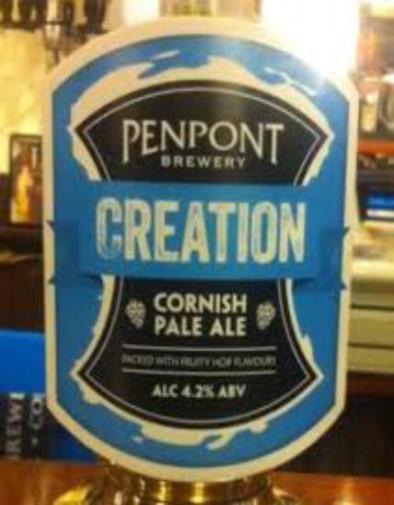 PENPONT
BREWERY
CREATION
CORNISH
PALE ALE
PACKED WITH FRUITY HOP FLAVOURS
ALC 4.2% ABV